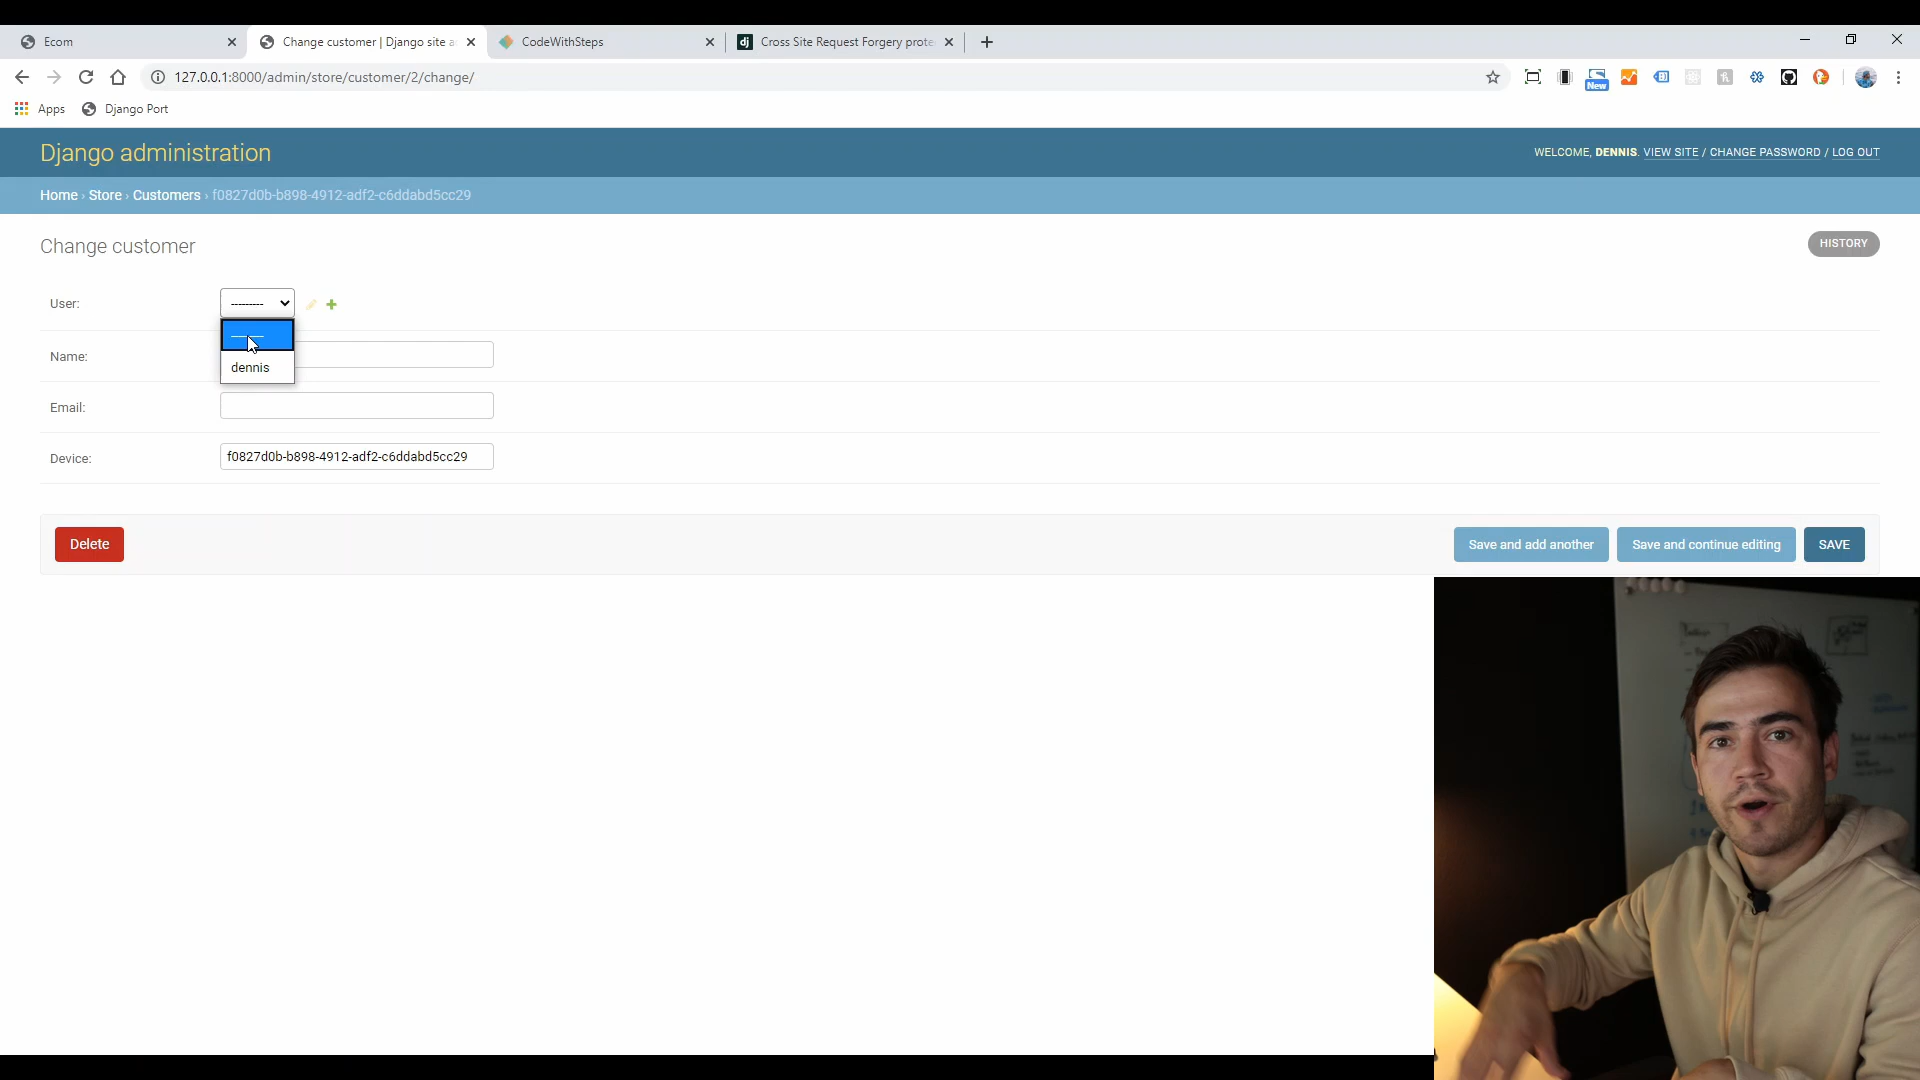 Ecom
Change customer | Django site a
CodeWithSteps
dj Cross Site Request Forgery prote
127.0.0.1:8000/admin/store/customer/2/change/
New
Apps
Django Port
Django administration
WELCOME, DENNIS. VIEW SITE / CHANGE PASSWORD / LOG OUT
Home › Store › Customers › f0827d0b-b898-4912-adf2-c6ddabd5cc29
Change customer
HISTORY
User:
---------
---------
dennis
Name:
Email:
Device:
f0827d0b-b898-4912-adf2-c6ddabd5cc29
Delete
Save and add another
Save and continue editing
SAVE